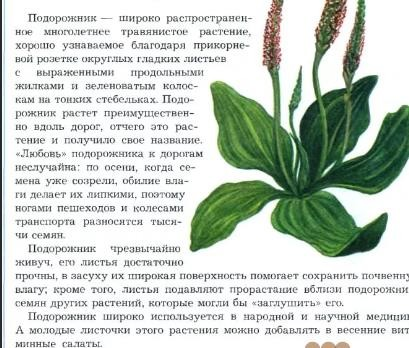 Подорожник — широко распространен-
ное многолетнее травянистое растение,
хорошо узнаваемое благодаря прикорне-
вой розетке округлых гладких листьев
с выраженными продольными
жилками и зеленоватым колос-
кам на тонких стебельках. Подо-
рожник растет преимуществен-
но вдоль дорог, отчего это рас-
тение и получило свое название.
«Любовь» подорожника к дорогам
неслучайна: по осени, когда се-
мена уже созрели, обилие вла-
ги делает их липкими, поэтому
ногами пешеходов и колесами
транспорта разносятся тыся-
чи семян.
Подорожник чрезвычайно
живуч, его листья достаточно
прочны, в засуху их широкая поверхность помогает сохранить почвенну
влагу; кроме того, листья подавляют прорастание вблизи подорожни
семян других растений, которые могли бы «заглушить» его.
Подорожник широко используется в народной и научной медици
А молодые листочки этого растения можно добавлять в весенние вит
минные салаты.